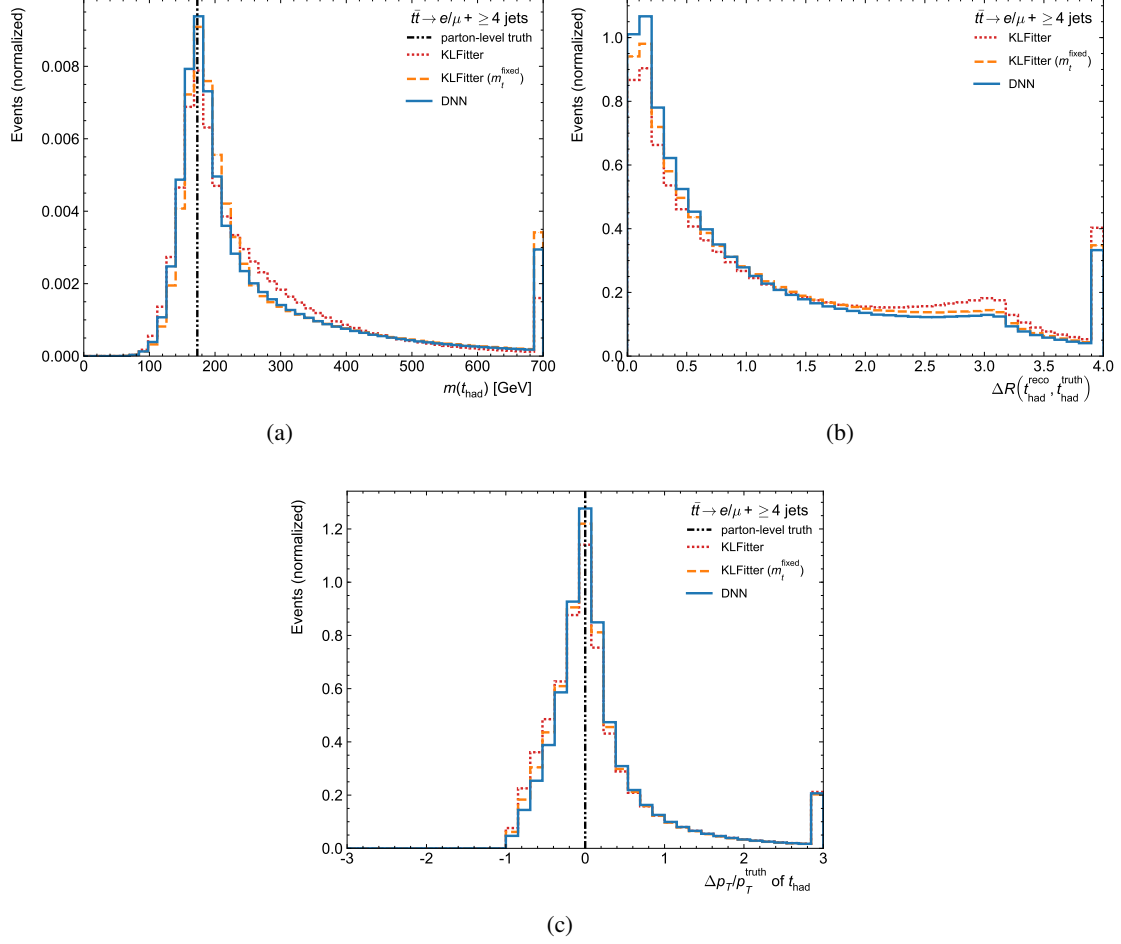 tt̄ → e/μ + ≥ 4 jets
parton-level truth
KLFitter
KLFitter (m_t^fixed)
DNN
Events (normalized)
0.008
0.006
0.004
0.002
0.000
0 100 200 300 400 500 600 700
m(t_had) [GeV]
(a)
tt̄ → e/μ + ≥ 4 jets
KLFitter
KLFitter (m_t^fixed)
DNN
Events (normalized)
1.0
0.8
0.6
0.4
0.2
0.0
0.0 0.5 1.0 1.5 2.0 2.5 3.0 3.5 4.0
ΔR(t_had^reco, t_had^truth)
(b)
tt̄ → e/μ + ≥ 4 jets
parton-level truth
KLFitter
KLFitter (m_t^fixed)
DNN
Events (normalized)
1.2
1.0
0.8
0.6
0.4
0.2
0.0
-3 -2 -1 0 1 2 3
Δp_T/p_T^truth of t_had
(c)